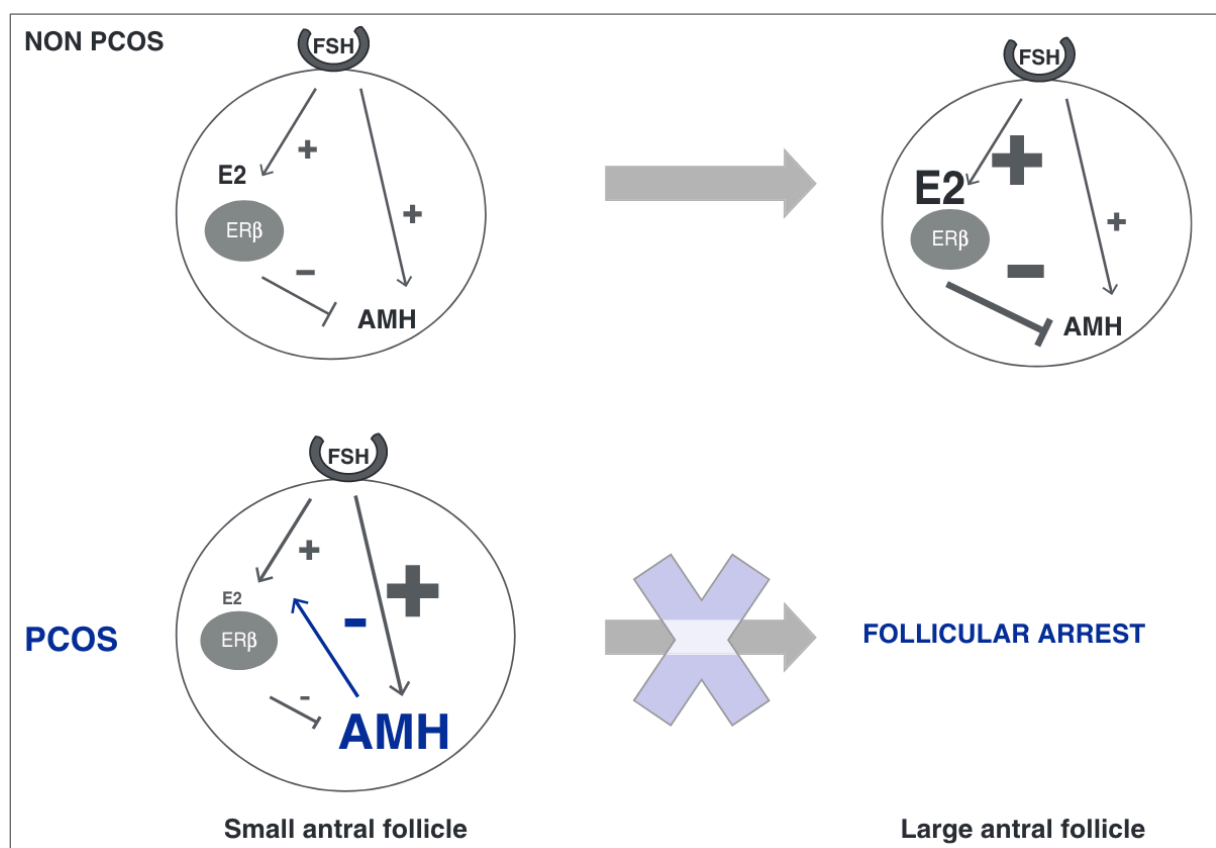 NON PCOS
FSH
+
E2
ERβ
+
−
AMH
FSH
+
E2
ERβ
+
−
AMH
FSH
+
+
E2
ERβ
-
-
AMH
PCOS
FOLLICULAR ARREST
Small antral follicle
Large antral follicle